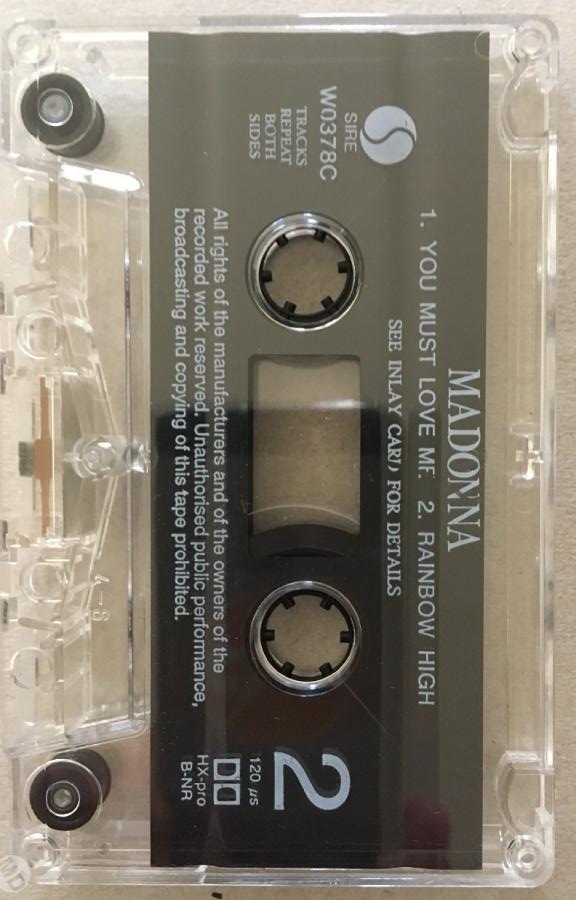 MADONNA
1. YOU MUST LOVE ME 2. RAINBOW HIGH
SEE INLAY CARD FOR DETAILS
SIRE
W0378C
TRACKS
REPEAT
BOTH
SIDES
2
120 µs
HX-pro
B-NR
All rights of the manufacturers and of the owners of the
recorded work reserved. Unauthorised public performance,
broadcasting and copying of this tape prohibited.